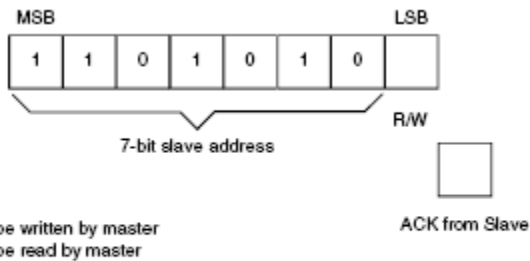 MSB LSB
1 1 0 1 0 1 0
R/W
7-bit slave address
ACK from Slave
be written by master
be read by master